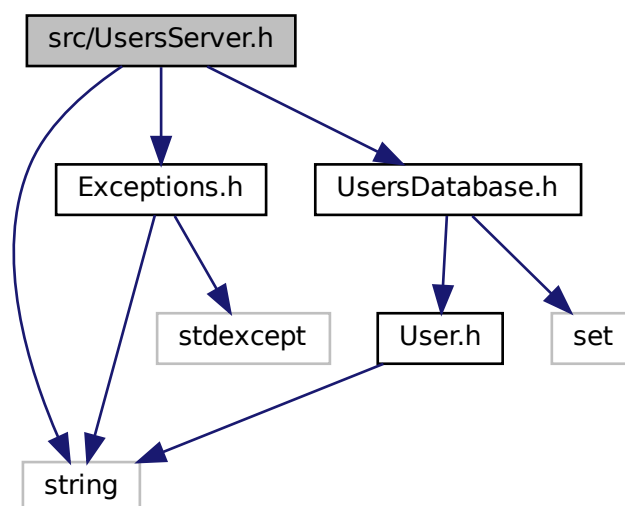 src/UsersServer.h
Exceptions.h
UsersDatabase.h
stdexcept
User.h
set
string